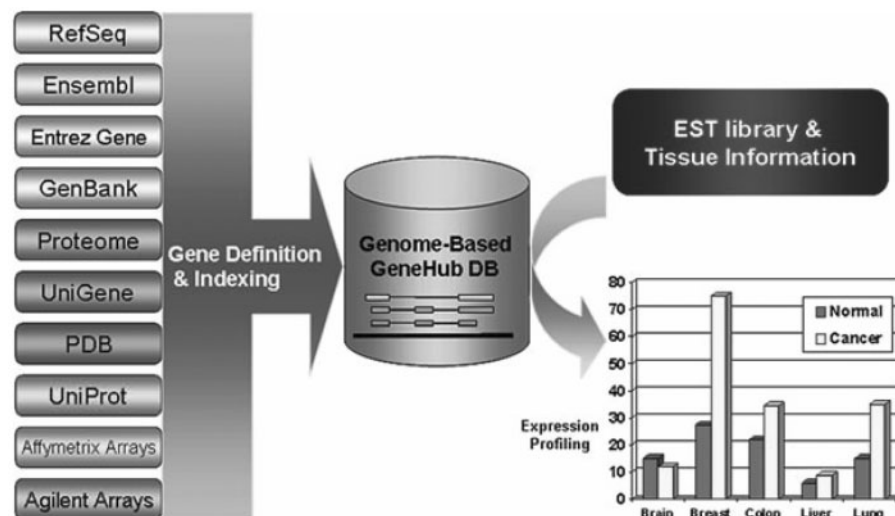 RefSeq
Ensembl
Entrez Gene
GenBank
Proteome
UniGene
PDB
UniProt
Affymetrix Arrays
Agilent Arrays
Gene Definition
& Indexing
Genome-Based
GeneHub DB
EST library &
Tissue Information
80
70
60
50
40
30
20
10
0
Normal
Cancer
Expression
Profiling
Brain Breast Colon Liver Lung